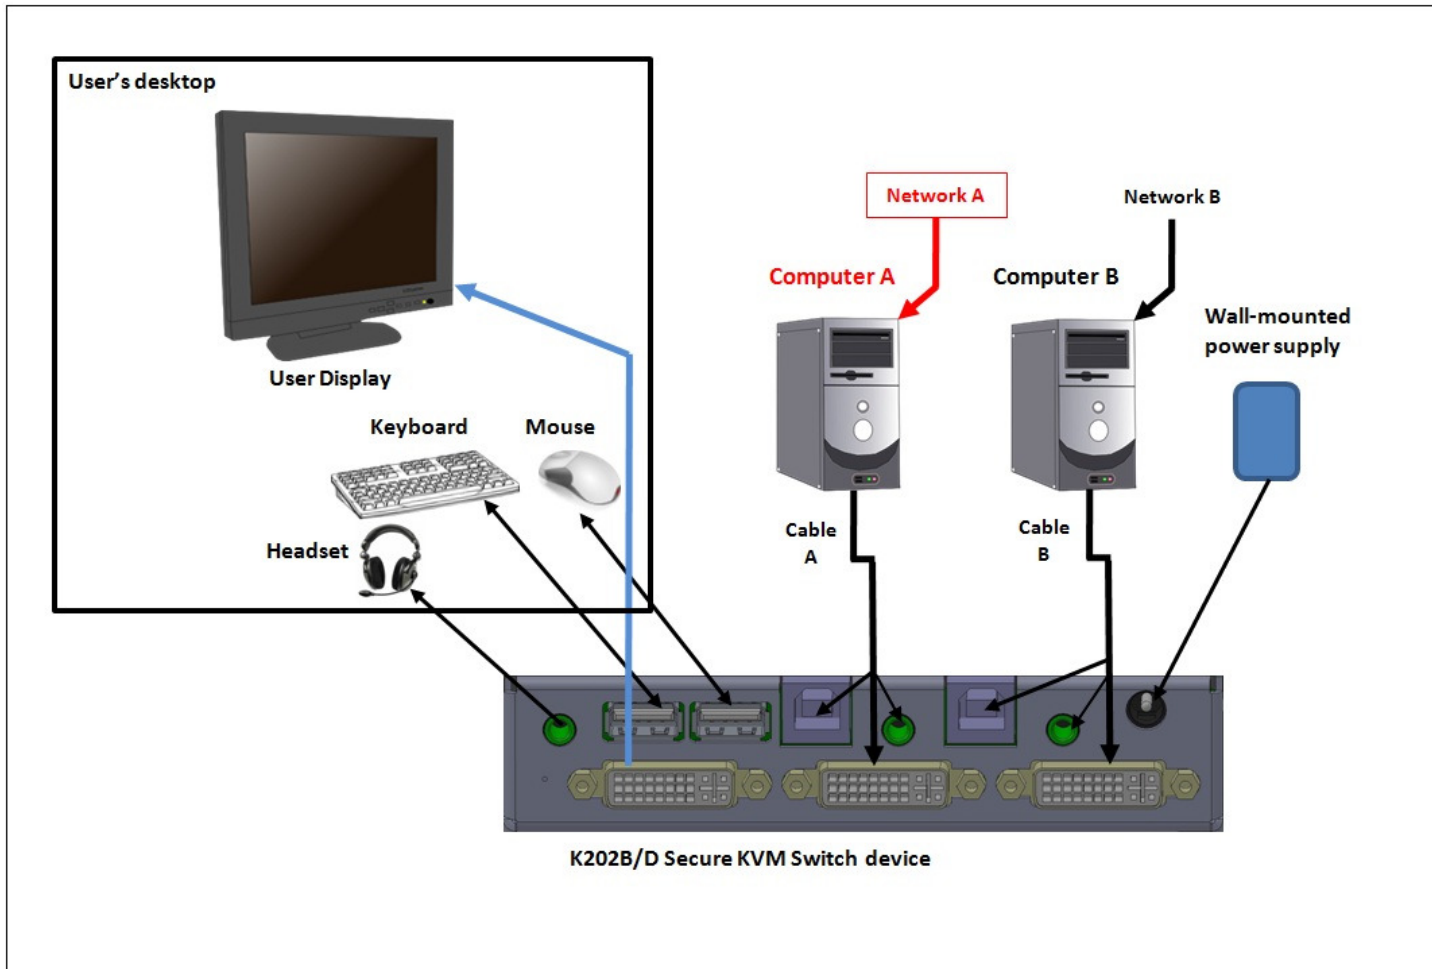 User's desktop
Network A
Network B
Computer A
Computer B
Wall-mounted
power supply
User Display
Keyboard
Mouse
Headset
Cable
A
Cable
B
K202B/D Secure KVM Switch device